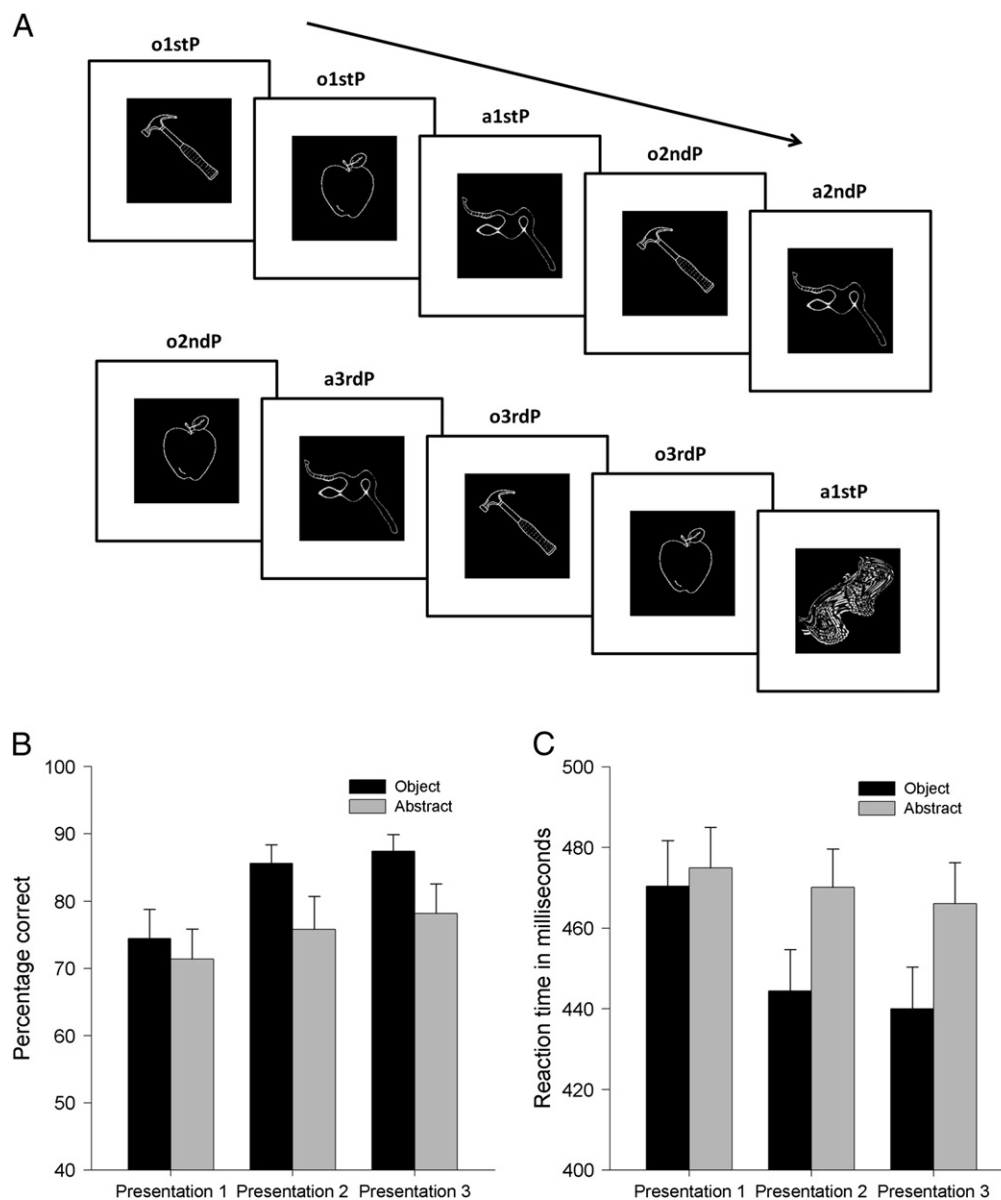 A
o1stP
o1stP
a1stP
o2ndP
a2ndP
o2ndP
a3rdP
o3rdP
o3rdP
a1stP
B
100
90
80
70
60
50
40
Percentage correct
Object
Abstract
Presentation 1 Presentation 2 Presentation 3
C
500
480
460
440
420
400
Reaction time in milliseconds
Object
Abstract
Presentation 1 Presentation 2 Presentation 3